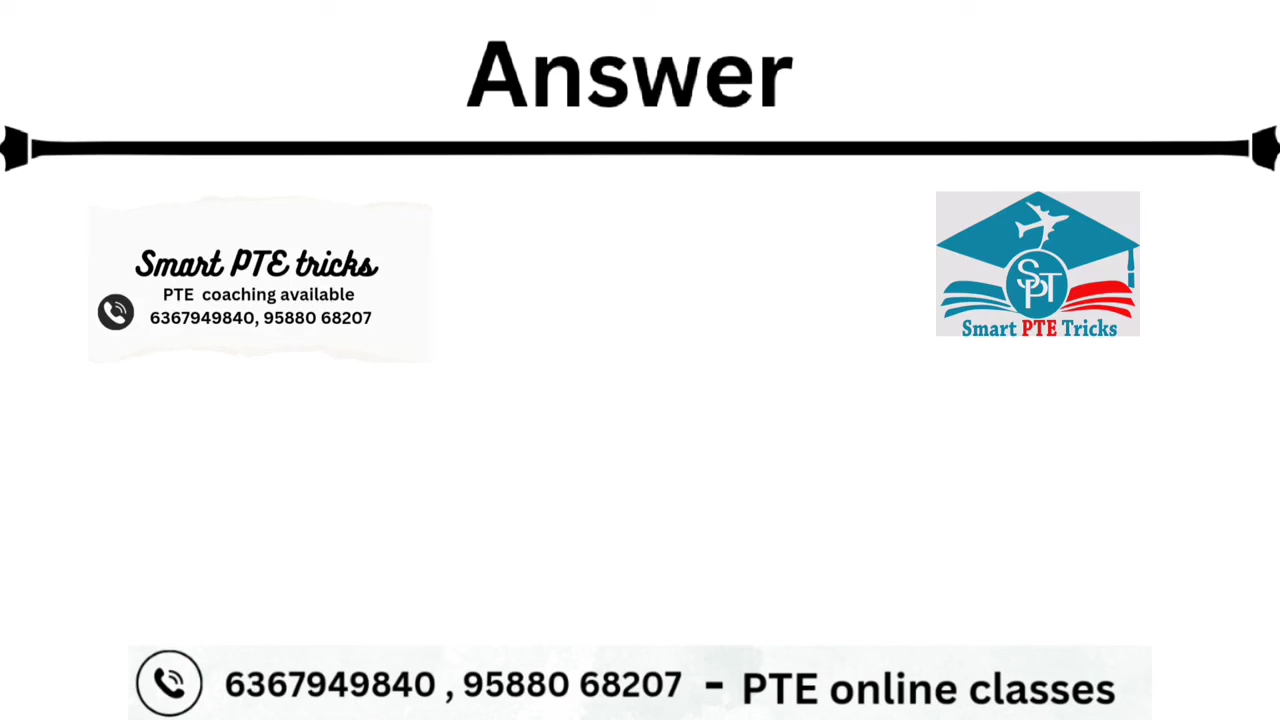 Answer
Smart PTE tricks
PTE coaching available
6367949840, 95880 68207
SPT
Smart PTE Tricks
6367949840 , 95880 68207 - PTE online classes